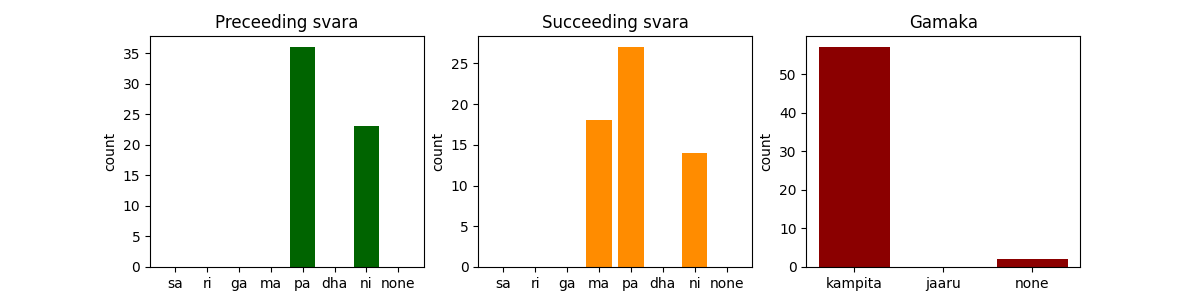 Preceeding svara
count
35
30
25
20
15
10
5
0
sa ri ga ma pa dha ni none
Succeeding svara
count
25
20
15
10
5
0
sa ri ga ma pa dha ni none
Gamaka
count
50
40
30
20
10
0
kampita jaaru none